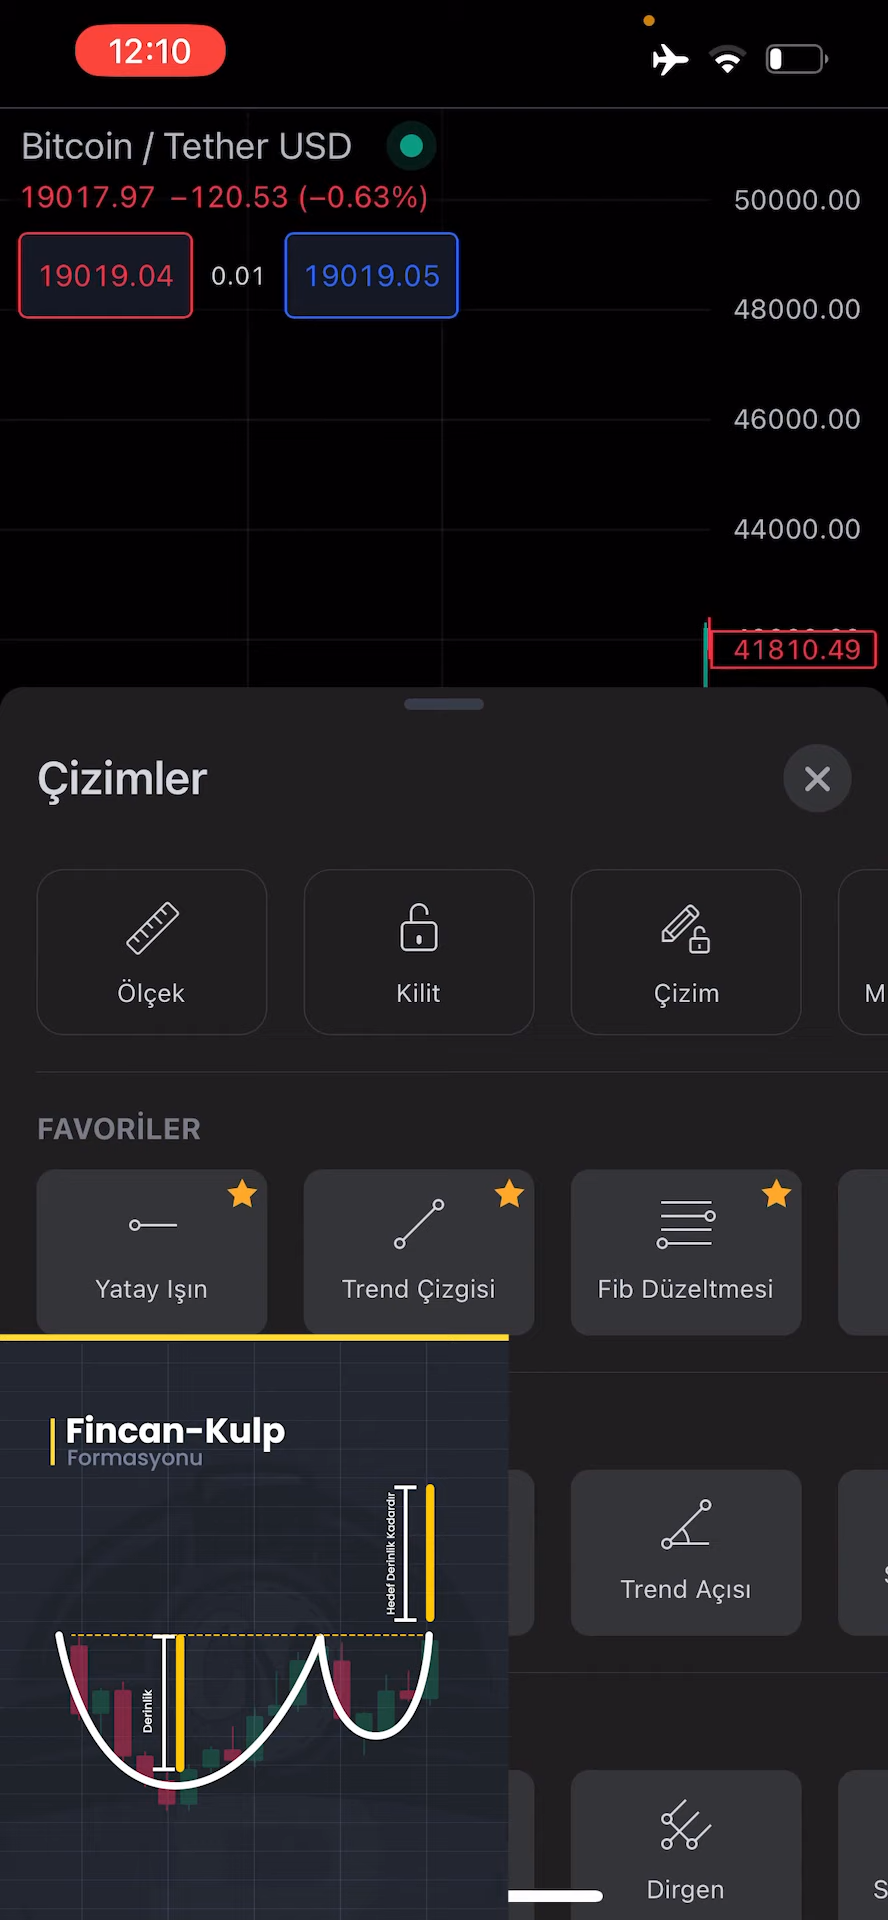 12:10
Bitcoin / Tether USD
19017.97 −120.53 (−0.63%)
19019.04 0.01 19019.05
50000.00
48000.00
46000.00
44000.00
41810.49
Çizimler
Ölçek
Kilit
Çizim
M
FAVORİLER
Yatay Işın
Trend Çizgisi
Fib Düzeltmesi
Fincan-Kulp
Formasyonu
Hedef Derinlik Kadardır
Derinlik
Trend Açısı
Dirgen
S